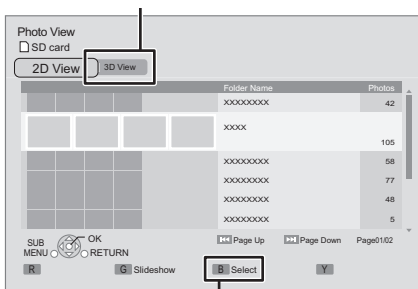 Photo View
SD card
2D View 3D View
Folder Name Photos
XXXXXXXX 42
XXXX
105
XXXXXXXX 58
XXXXXXXX 77
XXXXXXXX 48
XXXXXXXX 5
SUB MENU OK RETURN
Page Up Page Down Page01/02
R G Slideshow B Select Y